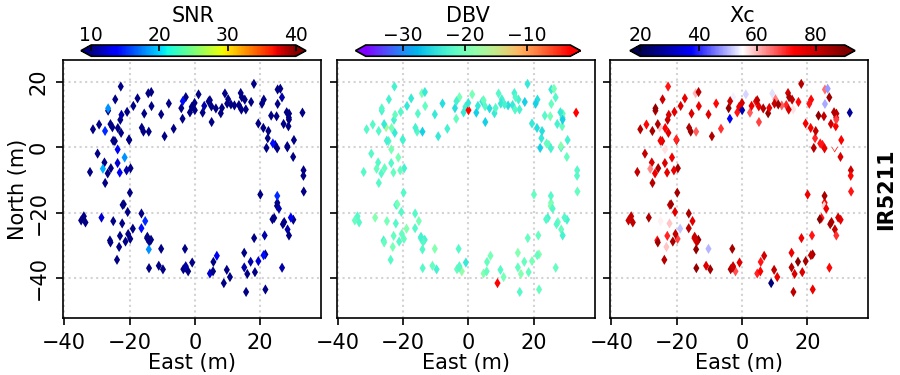 SNR DBV Xc
10 20 30 40 −30 −20 −10 20 40 60 80
20
0
−20
−40
North (m)
IR5211
−40 −20 0 20 −40 −20 0 20 −40 −20 0 20
East (m) East (m) East (m)